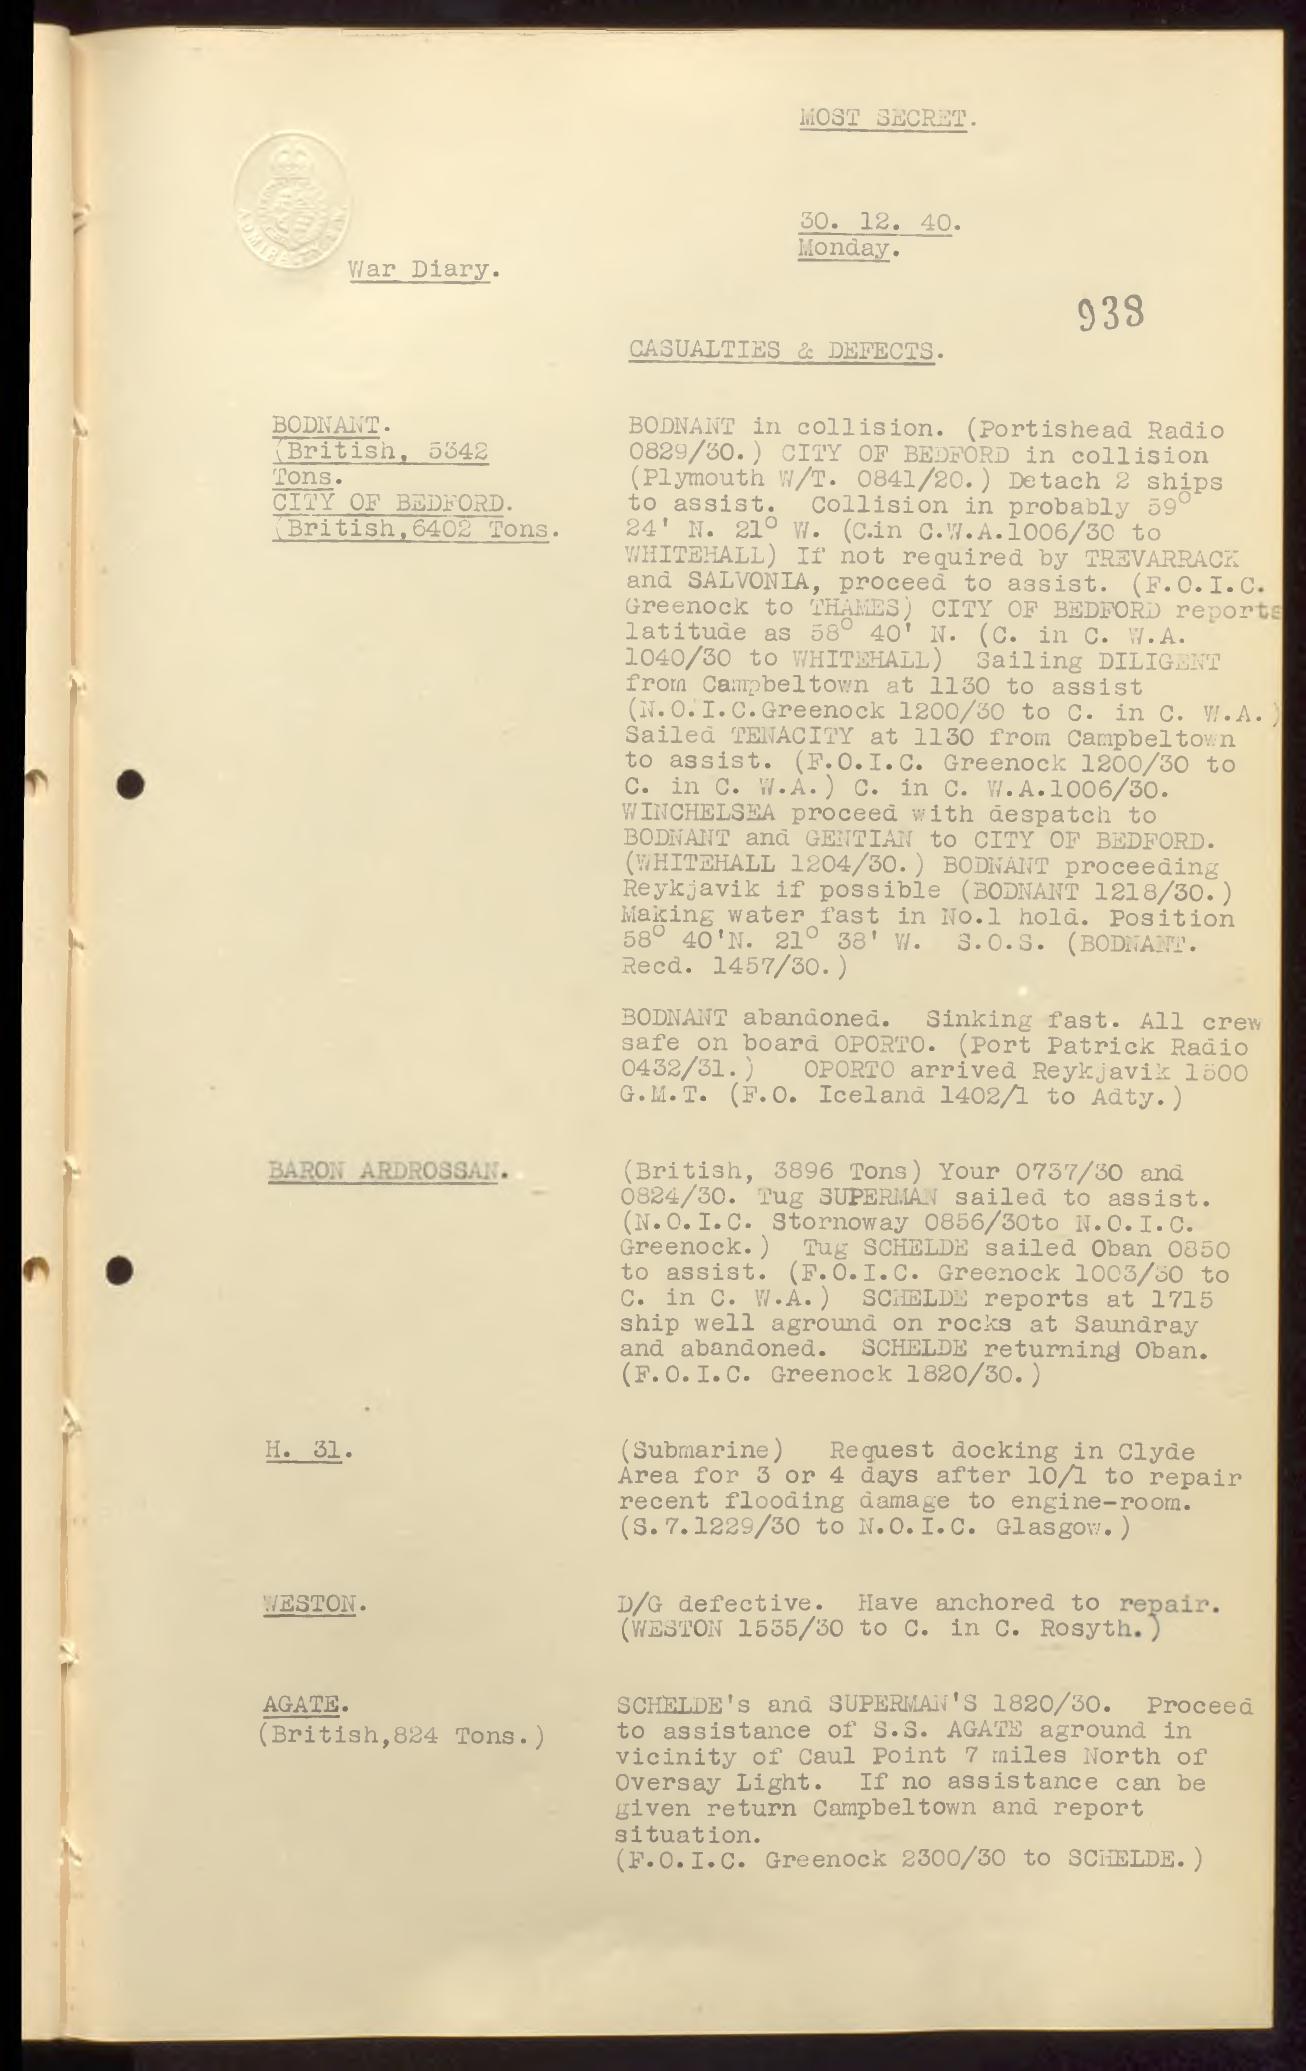 MOST SECRET.
30. 12. 40.
Monday.
War Diary.
938
CASUALTIES & DEFECTS.
BODNANT.
(British, 5342
Tons.
CITY OF BEDFORD.
(British,6402 Tons.
BODNANT in collision. (Portishead Radio
0829/30.) CITY OF BEDFORD in collision
(Plymouth W/T. 0841/20.) Detach 2 ships
to assist. Collision in probably 59°
24' N. 21° W. (C.in C.W.A.1006/30 to
WHITEHALL) If not required by TREVARRACK
and SALVONIA, proceed to assist. (F.O.I.C.
Greenock to THAMES) CITY OF BEDFORD reports
latitude as 58° 40' N. (C. in C. W.A.
1040/30 to WHITEHALL) Sailing DILIGENT
from Campbeltown at 1130 to assist
(N.O.I.C.Greenock 1200/30 to C. in C. W.A.)
Sailed TENACITY at 1130 from Campbeltown
to assist. (F.O.I.C. Greenock 1200/30 to
C. in C. W.A.) C. in C. W.A.1006/30.
WINCHELSEA proceed with despatch to
BODNANT and GENTIAN to CITY OF BEDFORD.
(WHITEHALL 1204/30.) BODNANT proceeding
Reykjavik if possible (BODNANT 1218/30.)
Making water fast in No.1 hold. Position
58° 40'N. 21° 38' W. S.O.S. (BODNANT.
Recd. 1457/30.)
BODNANT abandoned. Sinking fast. All crew
safe on board OPORTO. (Port Patrick Radio
0432/31.) OPORTO arrived Reykjavik 1500
G.M.T. (F.O. Iceland 1402/1 to Adty.)
BARON ARDROSSAN.
(British, 3896 Tons) Your 0737/30 and
0824/30. Tug SUPERMAN sailed to assist.
(N.O.I.C. Stornoway 0856/30to N.O.I.C.
Greenock.) Tug SCHELDE sailed Oban 0850
to assist. (F.O.I.C. Greenock 1003/30 to
C. in C. W.A.) SCHELDE reports at 1715
ship well aground on rocks at Saundray
and abandoned. SCHELDE returning Oban.
(F.O.I.C. Greenock 1820/30.)
H. 31.
(Submarine) Request docking in Clyde
Area for 3 or 4 days after 10/1 to repair
recent flooding damage to engine-room.
(S.7.1229/30 to N.O.I.C. Glasgow.)
WESTON.
D/G defective. Have anchored to repair.
(WESTON 1535/30 to C. in C. Rosyth.)
AGATE.
(British,824 Tons.)
SCHELDE's and SUPERMAN'S 1820/30. Proceed
to assistance of S.S. AGATE aground in
vicinity of Caul Point 7 miles North of
Oversay Light. If no assistance can be
given return Campbeltown and report
situation.
(F.O.I.C. Greenock 2300/30 to SCHELDE.)